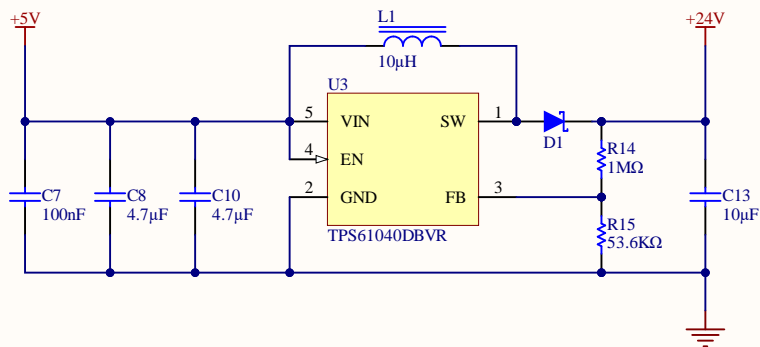 +5V
L1
+24V
10µH
U3
5
VIN
SW
1
D1
R14
1MΩ
4
EN
C7
100nF
C8
4.7µF
C10
4.7µF
2
GND
FB
3
C13
10µF
R15
53.6KΩ
TPS61040DBVR